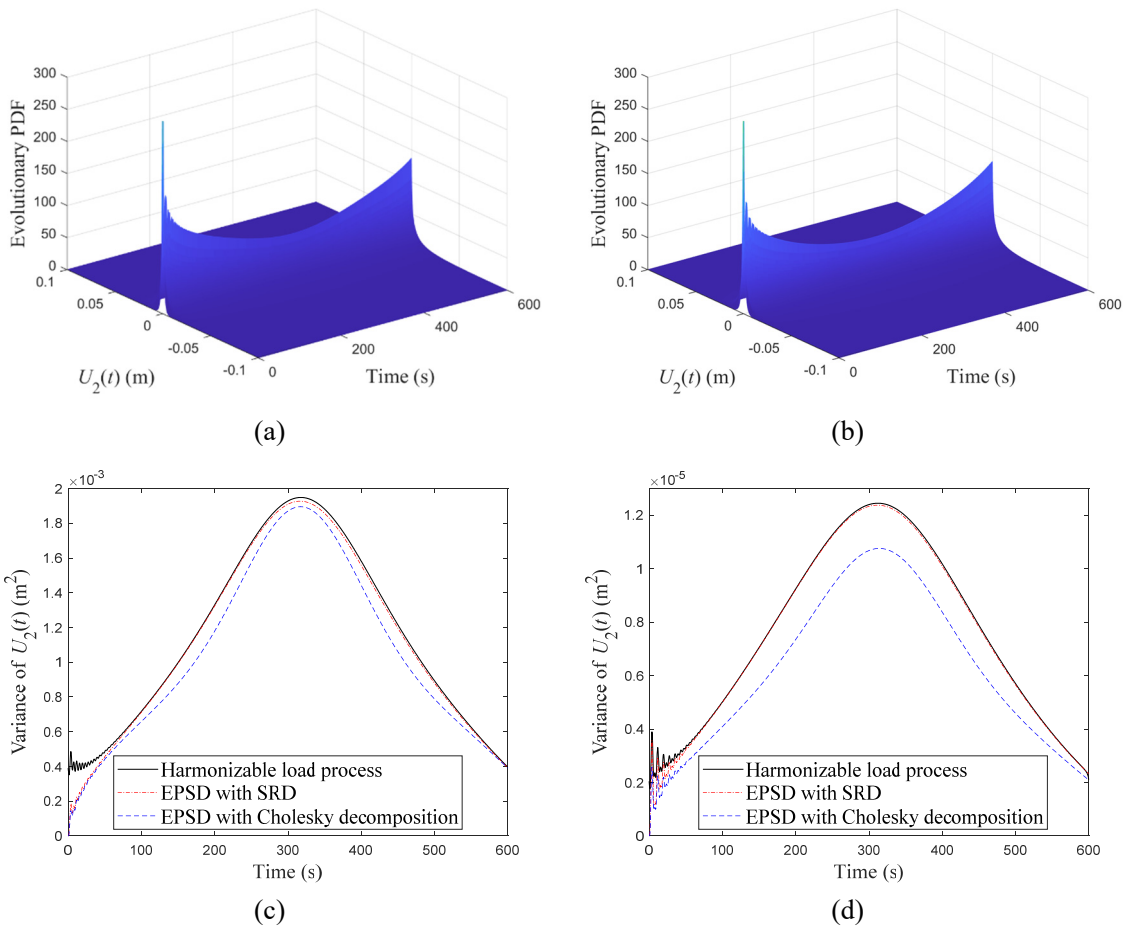 300
250
200
150
100
50
0
Evolutionary PDF
0.1
0.05
0
-0.05
-0.1
U2(t) (m)
0
200
400
600
Time (s)
(a)
300
250
200
150
100
50
0
Evolutionary PDF
0.1
0.05
0
-0.05
-0.1
U2(t) (m)
0
200
400
600
Time (s)
(b)
×10-3
2
1.8
1.6
1.4
1.2
1
0.8
0.6
0.4
0.2
0
Variance of U2(t) (m2)
Harmonizable load process
EPSD with SRD
EPSD with Cholesky decomposition
0 100 200 300 400 500 600
Time (s)
(c)
×10-5
1.2
1
0.8
0.6
0.4
0.2
0
Variance of U2(t) (m2)
Harmonizable load process
EPSD with SRD
EPSD with Cholesky decomposition
0 100 200 300 400 500 600
Time (s)
(d)